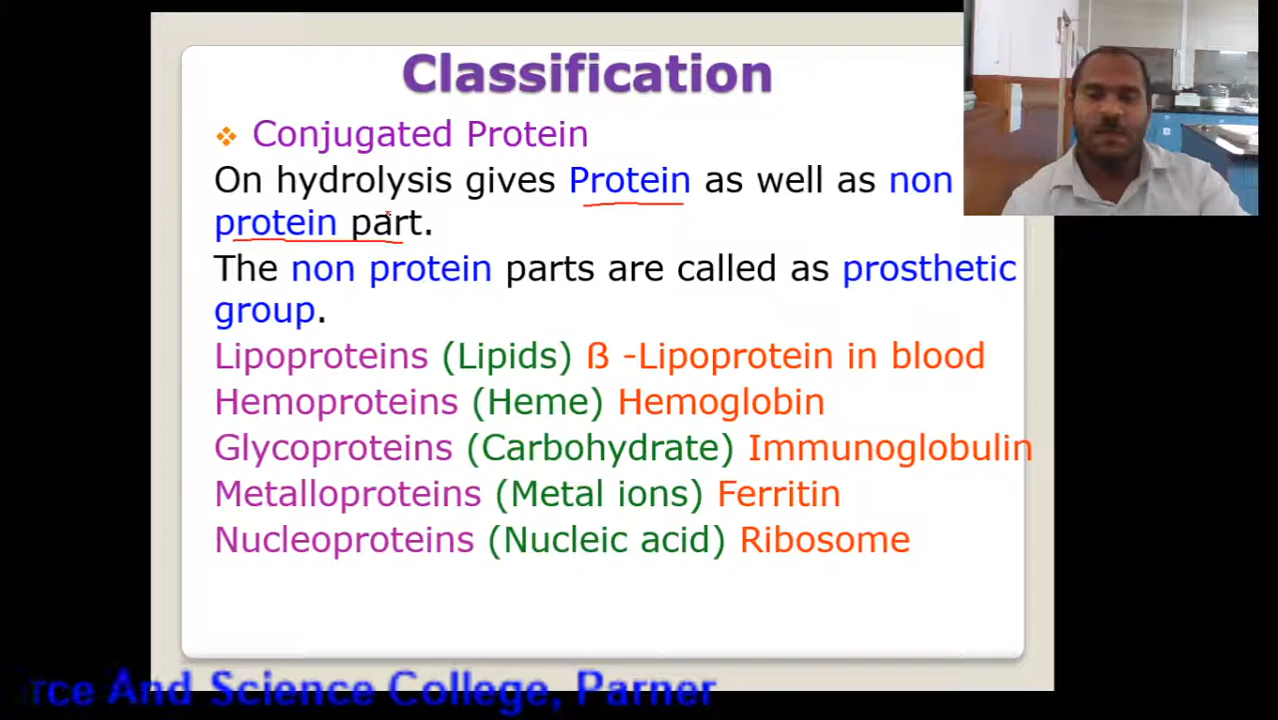 Classification
Conjugated Protein
On hydrolysis gives Protein as well as non
protein part.
The non protein parts are called as prosthetic
group.
Lipoproteins (Lipids) ß -Lipoprotein in blood
Hemoproteins (Heme) Hemoglobin
Glycoproteins (Carbohydrate) Immunoglobulin
Metalloproteins (Metal ions) Ferritin
Nucleoproteins (Nucleic acid) Ribosome
And Science College, Parner